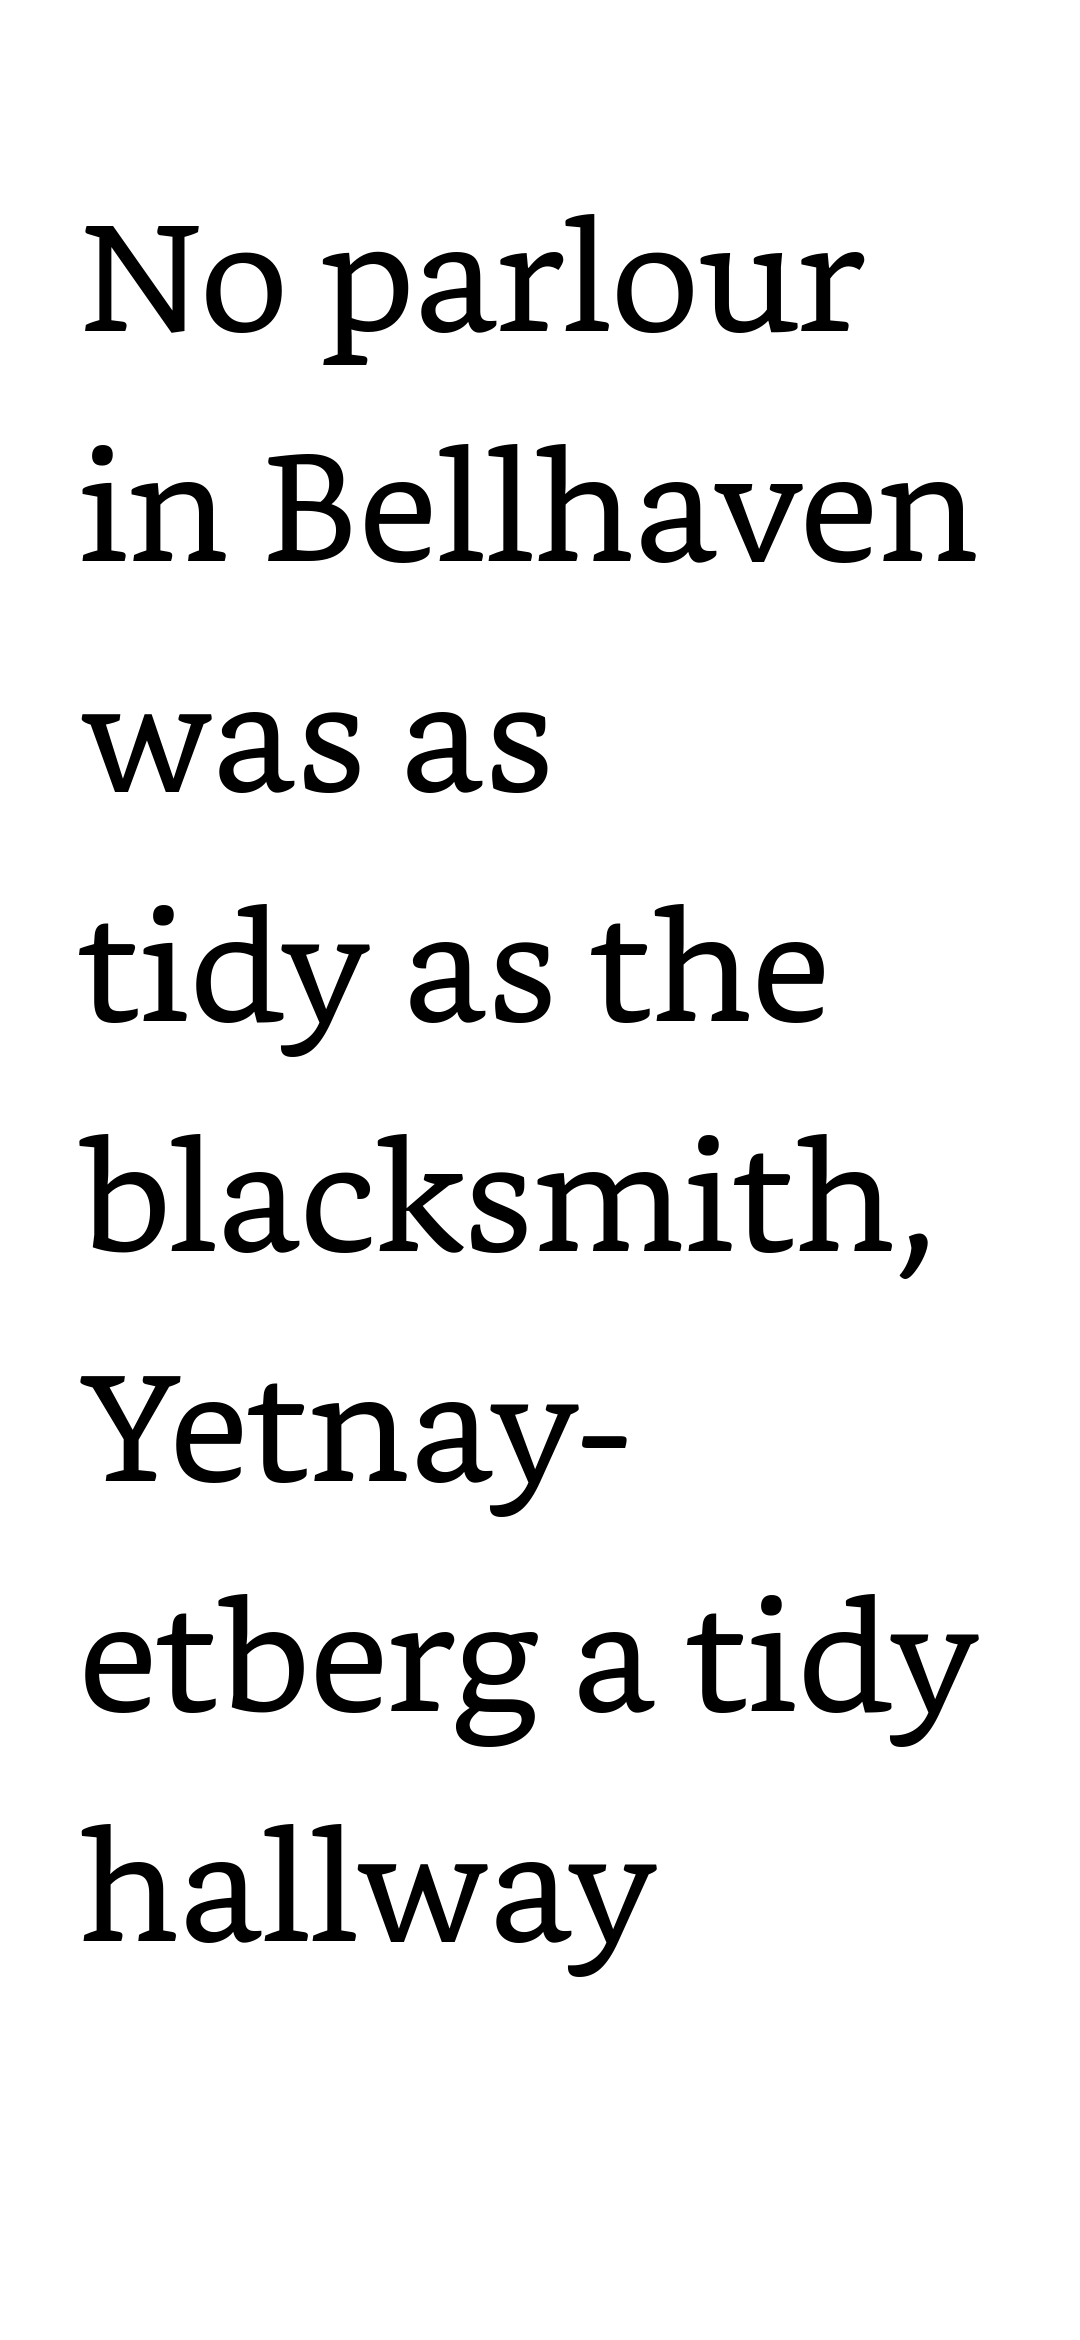 No parlour
in Bellhaven
was as
tidy as the
blacksmith,
Yetnay-
etberg a tidy
hallway